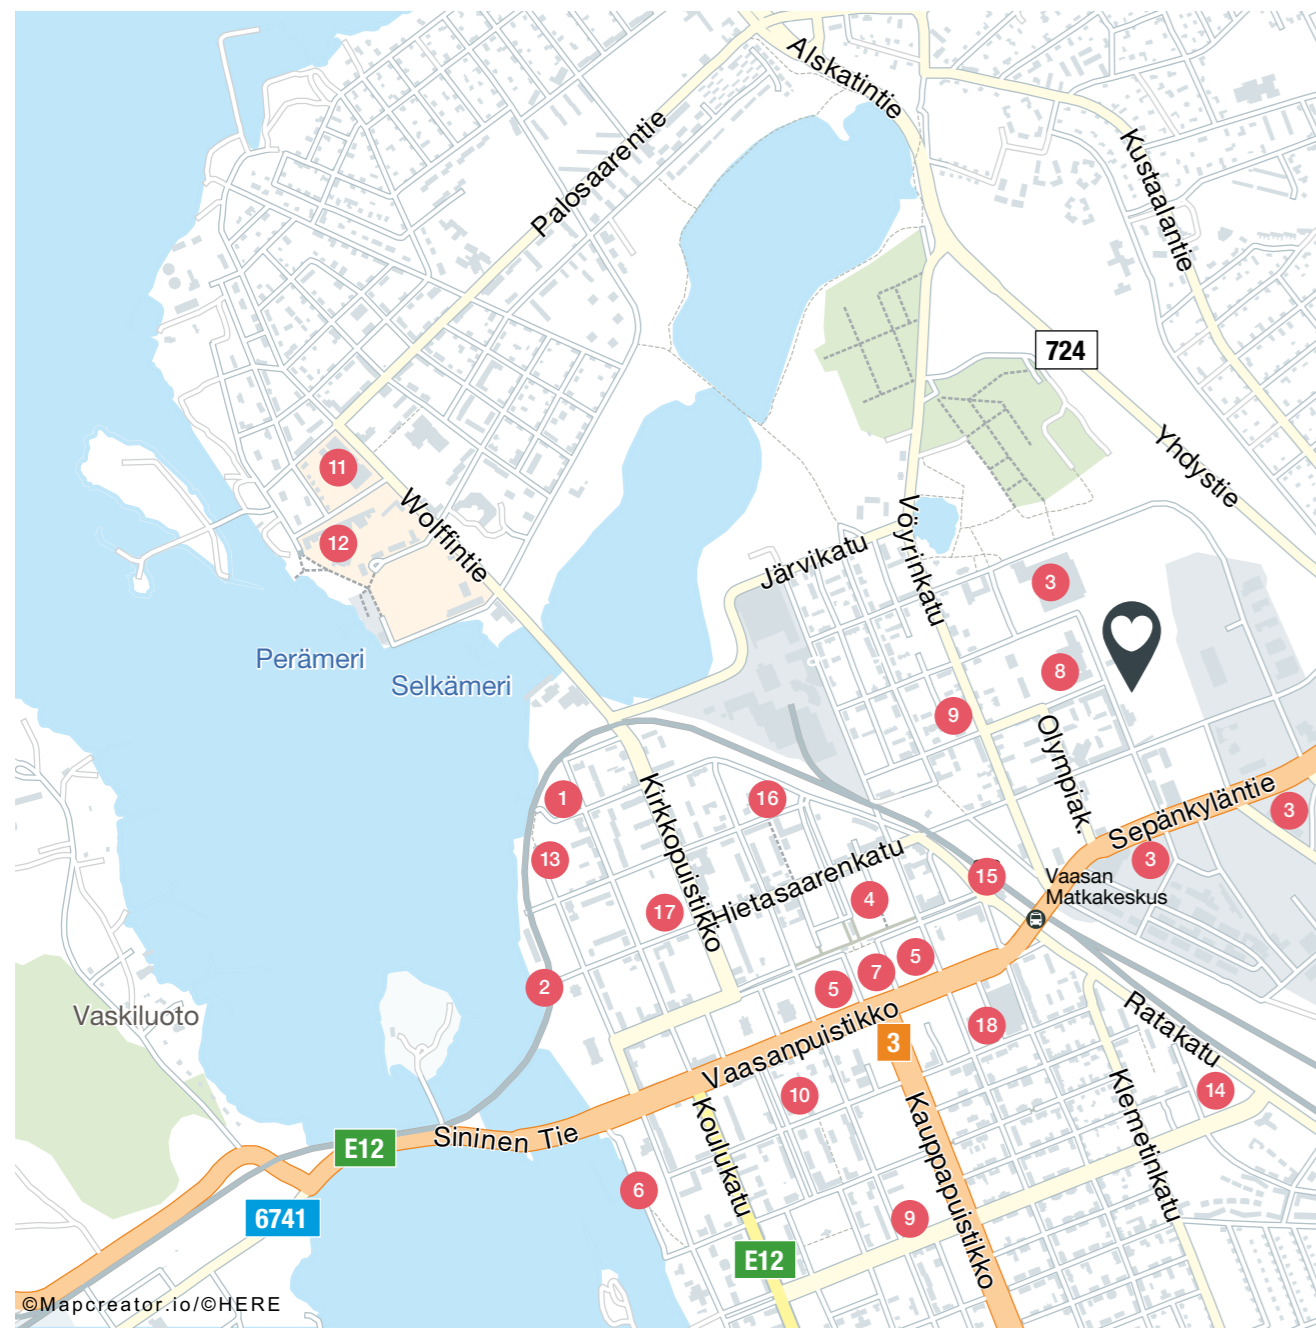 Alskatintie
Palosaarentie
Kustaalantie
724
Yhdystie
11
Wolffintie
12
Vöyrinkatu
Järvikatu
3
Perämeri
Selkämeri
8
9
Olympiak.
Kirkkopuistikko
1
16
Sepänkyläntie
3
13
Hietasaarenkatu
3
15
Vaasan
Matkakeskus
4
17
5
7
2
5
Vaskiluoto
Vaasanpuistikko
18
3
Ratakatu
10
14
Klemetinkatu
Kauppapuistikko
Koulukatu
Sininen Tie
E12
6
6741
9
E12
©Mapcreator.io/©HERE